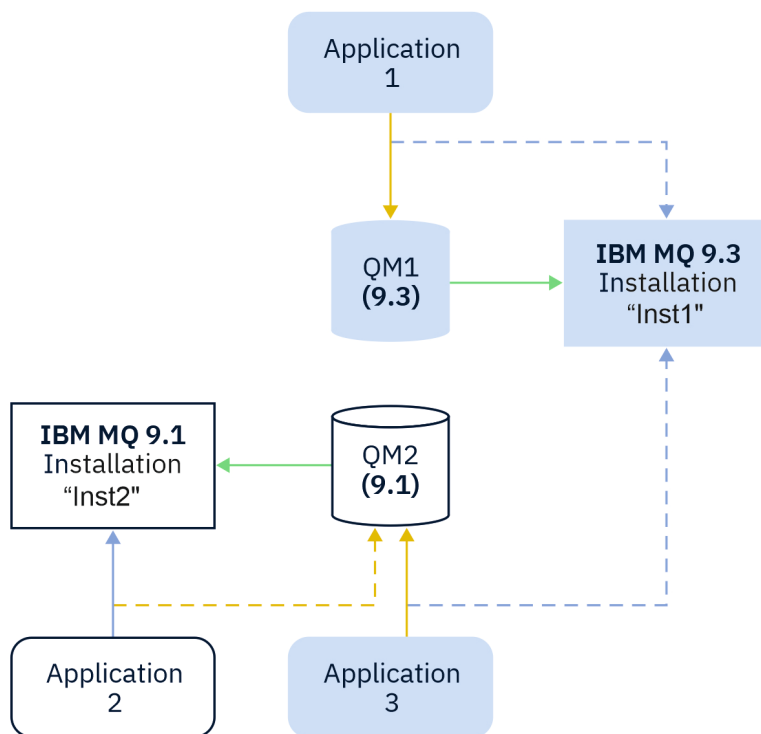 Application
1
QM1
(9.3)
IBM MQ 9.3
Installation
“Inst1"
IBM MQ 9.1
Installation
“Inst2"
QM2
(9.1)
Application
2
Application
3